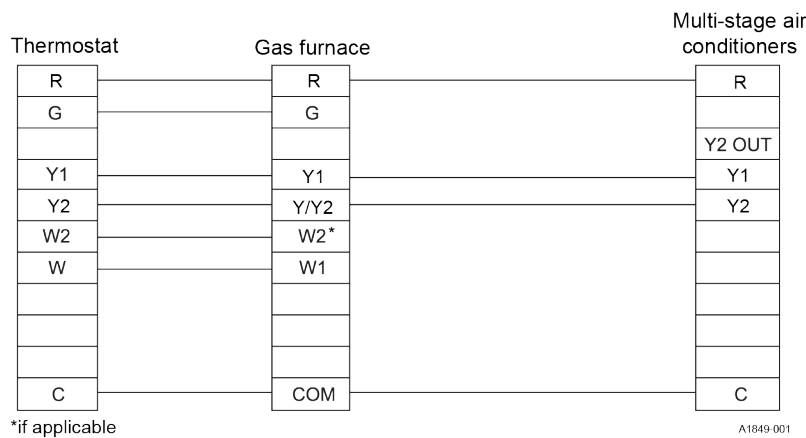 Thermostat
Gas furnace
Multi-stage air
conditioners
R
R
R
G
G
Y2 OUT
Y1
Y1
Y1
Y2
Y/Y2
Y2
W2
W2*
W
W1
C
COM
C
*if applicable
A1849-001